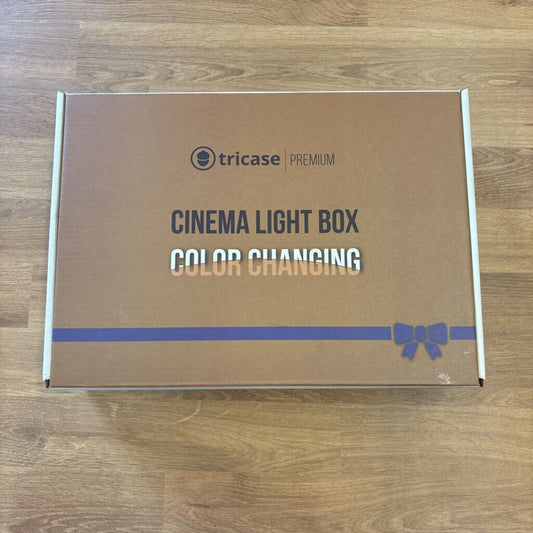 tricase | PREMIUM
CINEMA LIGHT BOX
COLOR CHANGING